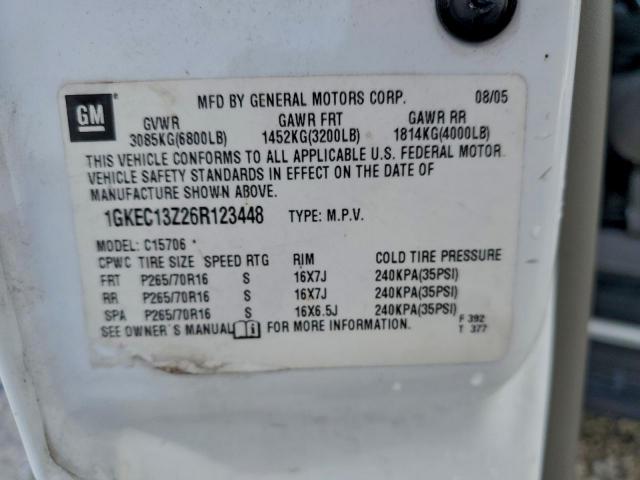 GM ® MFD BY GENERAL MOTORS CORP. 08/05
GVWR GAWR FRT GAWR RR
3085KG(6800LB) 1452KG(3200LB) 1814KG(4000LB)
THIS VEHICLE CONFORMS TO ALL APPLICABLE U.S. FEDERAL MOTOR
VEHICLE SAFETY STANDARDS IN EFFECT ON THE DATE OF
MANUFACTURE SHOWN ABOVE.
1GKEC13Z26R123448 TYPE: M.P.V.
MODEL: C15706 *
CPWC TIRE SIZE SPEED RTG RIM COLD TIRE PRESSURE
FRT P265/70R16 S 16X7J 240KPA(35PSI)
RR P265/70R16 S 16X7J 240KPA(35PSI)
SPA P265/70R16 S 16X6.5J 240KPA(35PSI)
SEE OWNER'S MANUAL FOR MORE INFORMATION.
F 392
T 377